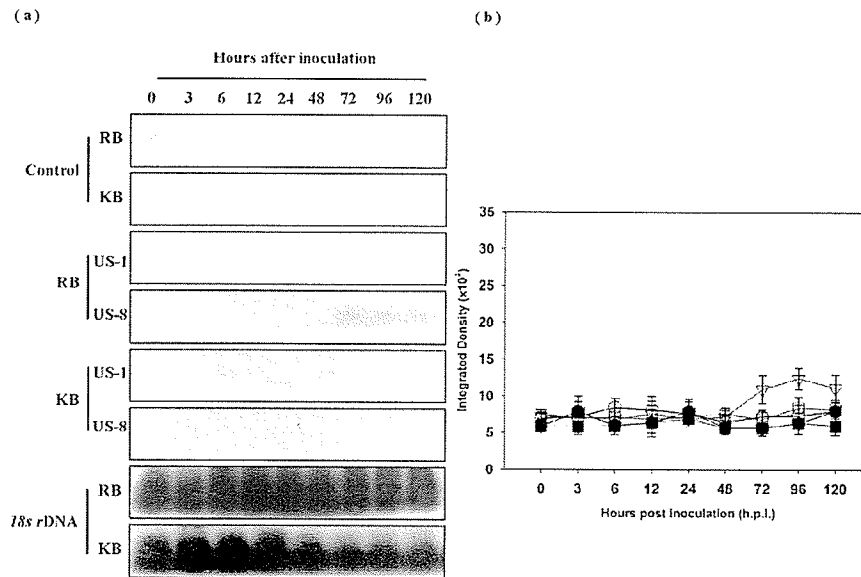 (a)
Hours after inoculation
0 3 6 12 24 48 72 96 120
Control
RB
KB
RB
US-1
US-8
KB
US-1
US-8
18s rDNA
RB
KB
(b)
Integrated Density (x10²)
35
30
25
20
15
10
5
0
0 3 6 12 24 48 72 96 120
Hours post Inoculation (h.p.I.)